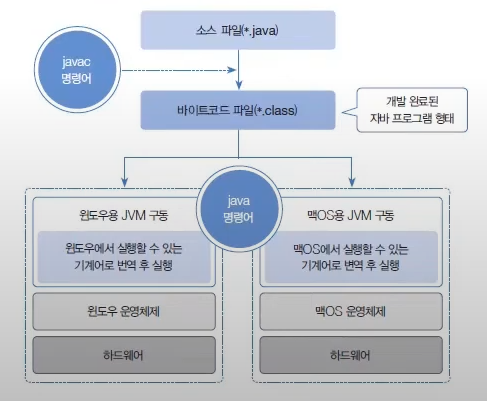 소스 파일(*.java)
javac
명령어
바이트코드 파일(*.class)
개발 완료된
자바 프로그램 형태
java
명령어
윈도우용 JVM 구동
윈도우에서 실행할 수 있는
기계어로 번역 후 실행
윈도우 운영체제
하드웨어
맥OS용 JVM 구동
맥OS에서 실행할 수 있는
기계어로 번역 후 실행
맥OS 운영체제
하드웨어